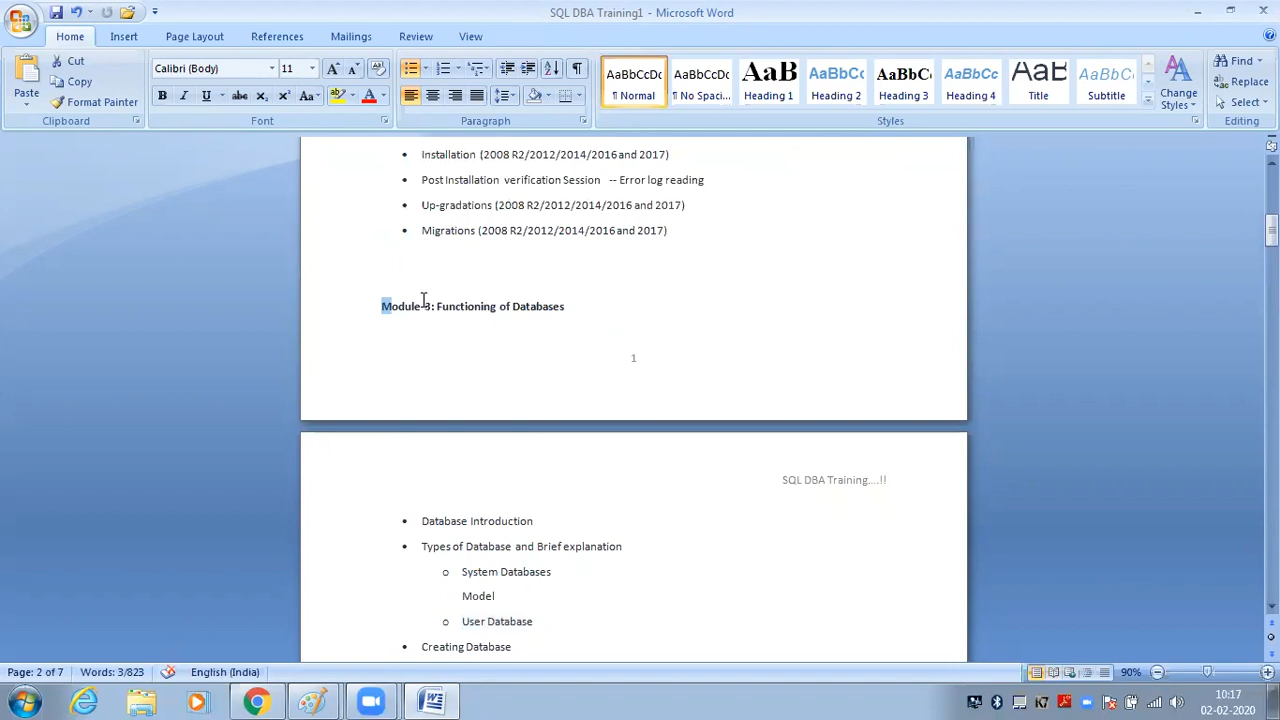 SQL DBA Training1 - Microsoft Word
Home Insert Page Layout References Mailings Review View
Paste
Cut
Copy
Format Painter
Clipboard
Calibri (Body) 11
Font
Paragraph
AaBbCcDc AaBbCcDc AaB AaBbCc AaBbCc AaBbCc AaB AaBbCc.
¶ Normal ¶ No Spaci... Heading 1 Heading 2 Heading 3 Heading 4 Title Subtitle
Change Styles
Styles
Find
Replace
Select
Editing
• Installation (2008 R2/2012/2014/2016 and 2017)
• Post Installation verification Session -- Error log reading
• Up-gradations (2008 R2/2012/2014/2016 and 2017)
• Migrations (2008 R2/2012/2014/2016 and 2017)
Module-3: Functioning of Databases
1
SQL DBA Training....!!
• Database Introduction
• Types of Database and Brief explanation
o System Databases
Model
o User Database
• Creating Database
Page: 2 of 7 Words: 3/823 English (India) 90%
10:17
02-02-2020